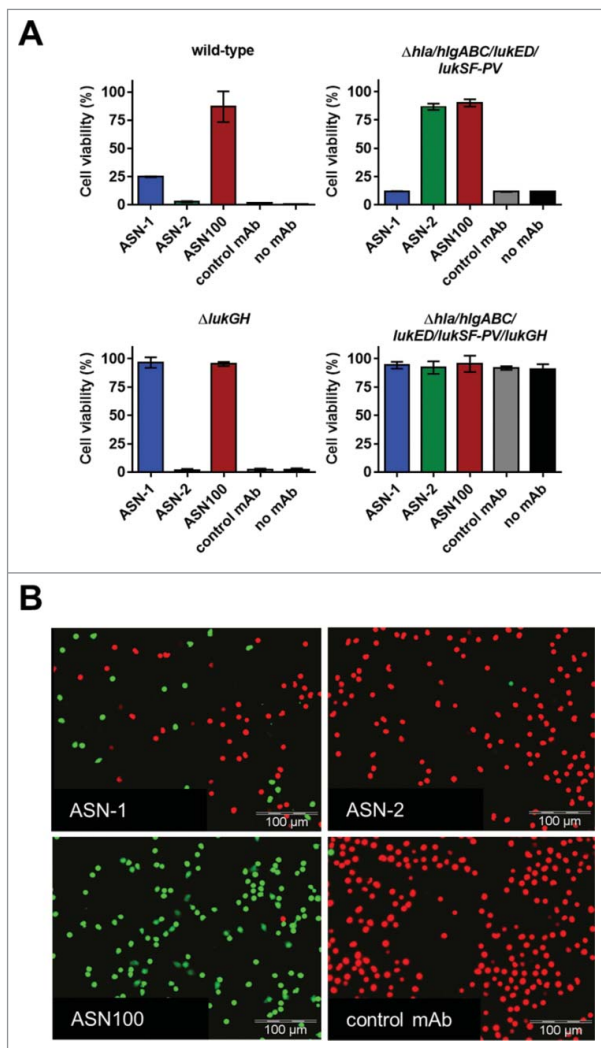 A
wild-type
Cell viability (%)
100
75
50
25
0
ASN-1
ASN-2
ASN100
control mAb
no mAb
Δhla/hlgABC/lukED/
lukSF-PV
Cell viability (%)
100
75
50
25
0
ASN-1
ASN-2
ASN100
control mAb
no mAb
ΔlukGH
Cell viability (%)
100
75
50
25
0
ASN-1
ASN-2
ASN100
control mAb
no mAb
Δhla/hlgABC/
lukED/lukSF-PV/lukGH
Cell viability (%)
100
75
50
25
0
ASN-1
ASN-2
ASN100
control mAb
no mAb
B
ASN-1
100 µm
ASN-2
100 µm
ASN100
100 µm
control mAb
100 µm